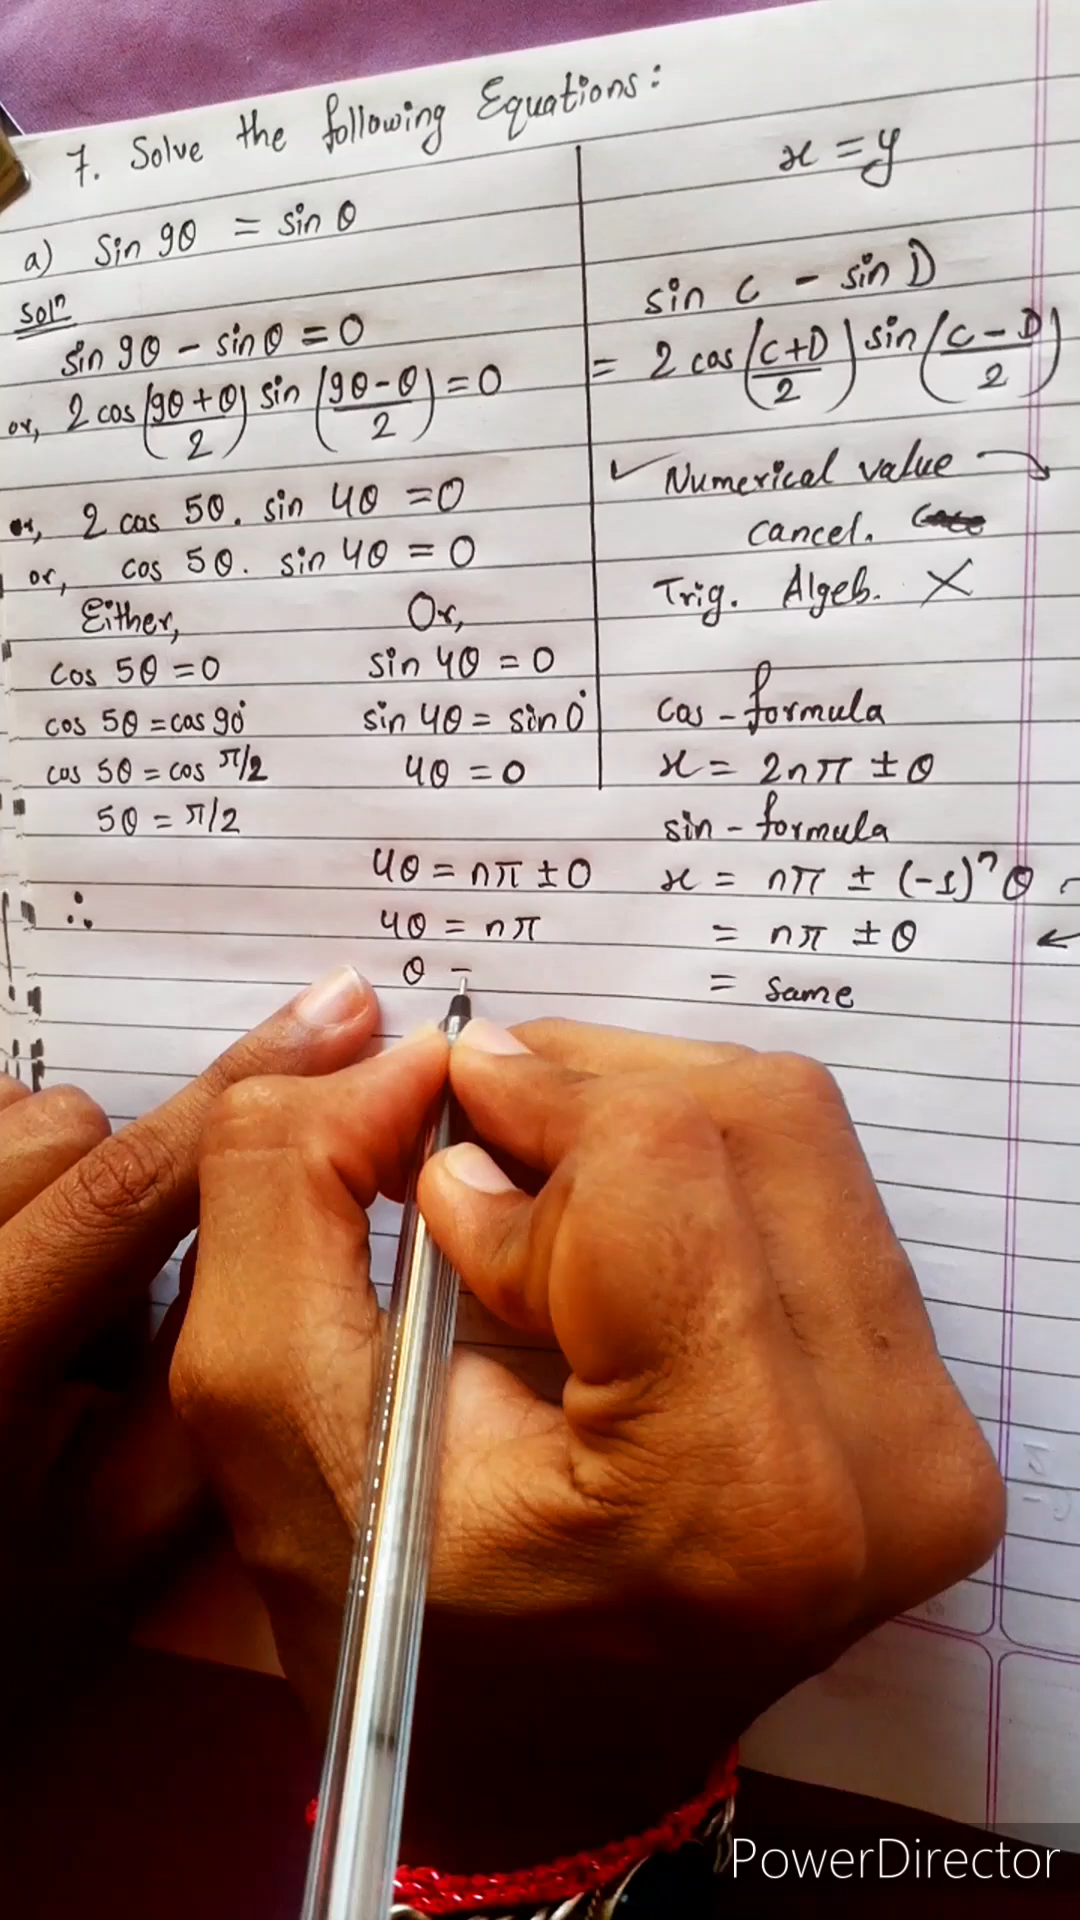 7. Solve the following Equations:
a) Sin 9θ = sin θ
Solⁿ
sin 9θ - sin θ = 0
or, 2 cos (9θ + θ / 2) sin (9θ - θ / 2) = 0
or, 2 cos 5θ. sin 4θ = 0
or, cos 5θ. sin 4θ = 0
Either, Or,
cos 5θ = 0 sin 4θ = 0
cos 5θ = cos 90° sin 4θ = sin 0°
cos 5θ = cos π/2 4θ = 0
5θ = π/2
4θ = nπ ± 0
∴ 4θ = nπ
θ =
x = y
sin C - sin D
= 2 cos (C+D / 2) sin (C - D / 2)
✓ Numerical value →
cancel.
Trig. Algeb. ✗
cos - formula
x = 2nπ ± θ
sin - formula
x = nπ ± (-1)ⁿ θ
= nπ ± θ ←
= same
PowerDirector